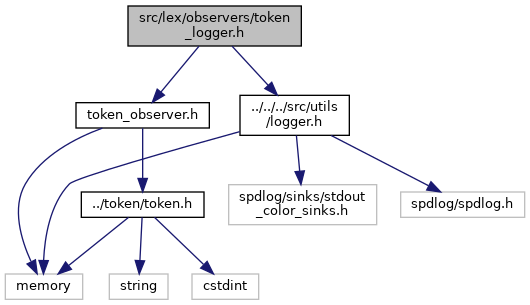 src/lex/observers/token
_logger.h
token_observer.h
../../../src/utils
/logger.h
../token/token.h
spdlog/sinks/stdout
_color_sinks.h
spdlog/spdlog.h
memory
string
cstdint